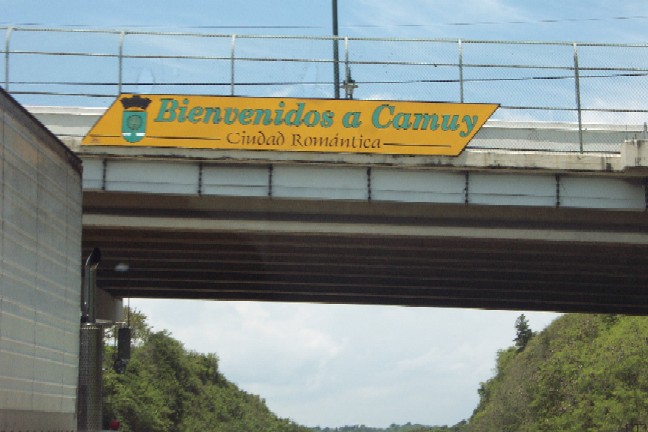 Bienvenidos a Camuy
Ciudad Romántica